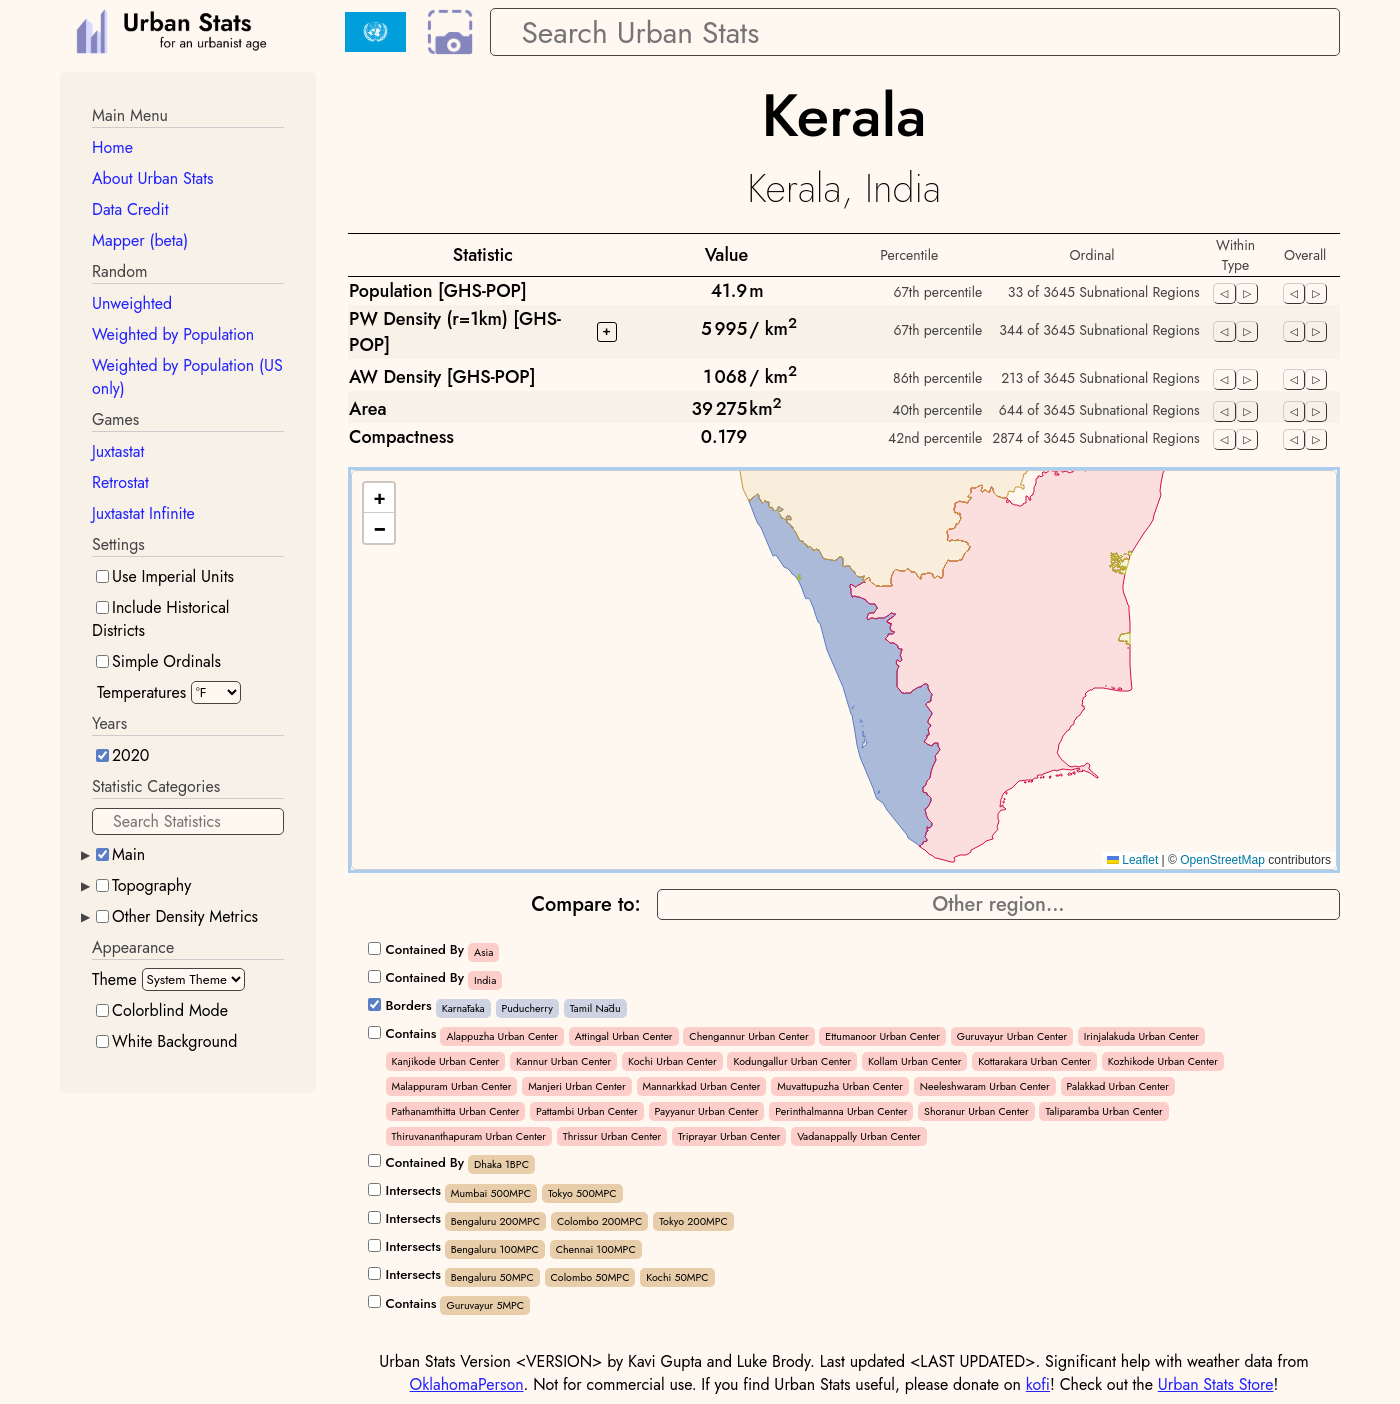 Urban Stats
for an urbanist age
Search Urban Stats
Main Menu
Home
About Urban Stats
Data Credit
Mapper (beta)
Random
Unweighted
Weighted by Population
Weighted by Population (US
only)
Games
Juxtastat
Retrostat
Juxtastat Infinite
Settings
Use Imperial Units
Include Historical
Districts
Simple Ordinals
Temperatures °F
Years
2020
Statistic Categories
Search Statistics
Main
Topography
Other Density Metrics
Appearance
Theme System Theme
Colorblind Mode
White Background
Kerala
Kerala, India
Statistic Value Percentile Ordinal Within Type Overall
Population [GHS-POP] 41.9 m 67th percentile 33 of 3645 Subnational Regions
PW Density (r=1km) [GHS-
POP] + 5 995 / km² 67th percentile 344 of 3645 Subnational Regions
AW Density [GHS-POP] 1 068 / km² 86th percentile 213 of 3645 Subnational Regions
Area 39 275 km² 40th percentile 644 of 3645 Subnational Regions
Compactness 0.179 42nd percentile 2874 of 3645 Subnational Regions
+
−
Leaflet | © OpenStreetMap contributors
Compare to: Other region...
Contained By Asia
Contained By India
Borders Karnātaka Puducherry Tamil Nādu
Contains Alappuzha Urban Center Attingal Urban Center Chengannur Urban Center Ettumanoor Urban Center Guruvayur Urban Center Irinjalakuda Urban Center
Kanjikode Urban Center Kannur Urban Center Kochi Urban Center Kodungallur Urban Center Kollam Urban Center Kottarakara Urban Center Kozhikode Urban Center
Malappuram Urban Center Manjeri Urban Center Mannarkkad Urban Center Muvattupuzha Urban Center Neeleshwaram Urban Center Palakkad Urban Center
Pathanamthitta Urban Center Pattambi Urban Center Payyanur Urban Center Perinthalmanna Urban Center Shoranur Urban Center Taliparamba Urban Center
Thiruvananthapuram Urban Center Thrissur Urban Center Triprayar Urban Center Vadanappally Urban Center
Contained By Dhaka 1BPC
Intersects Mumbai 500MPC Tokyo 500MPC
Intersects Bengaluru 200MPC Colombo 200MPC Tokyo 200MPC
Intersects Bengaluru 100MPC Chennai 100MPC
Intersects Bengaluru 50MPC Colombo 50MPC Kochi 50MPC
Contains Guruvayur 5MPC
Urban Stats Version <VERSION> by Kavi Gupta and Luke Brody. Last updated <LAST UPDATED>. Significant help with weather data from
OklahomaPerson. Not for commercial use. If you find Urban Stats useful, please donate on kofi! Check out the Urban Stats Store!